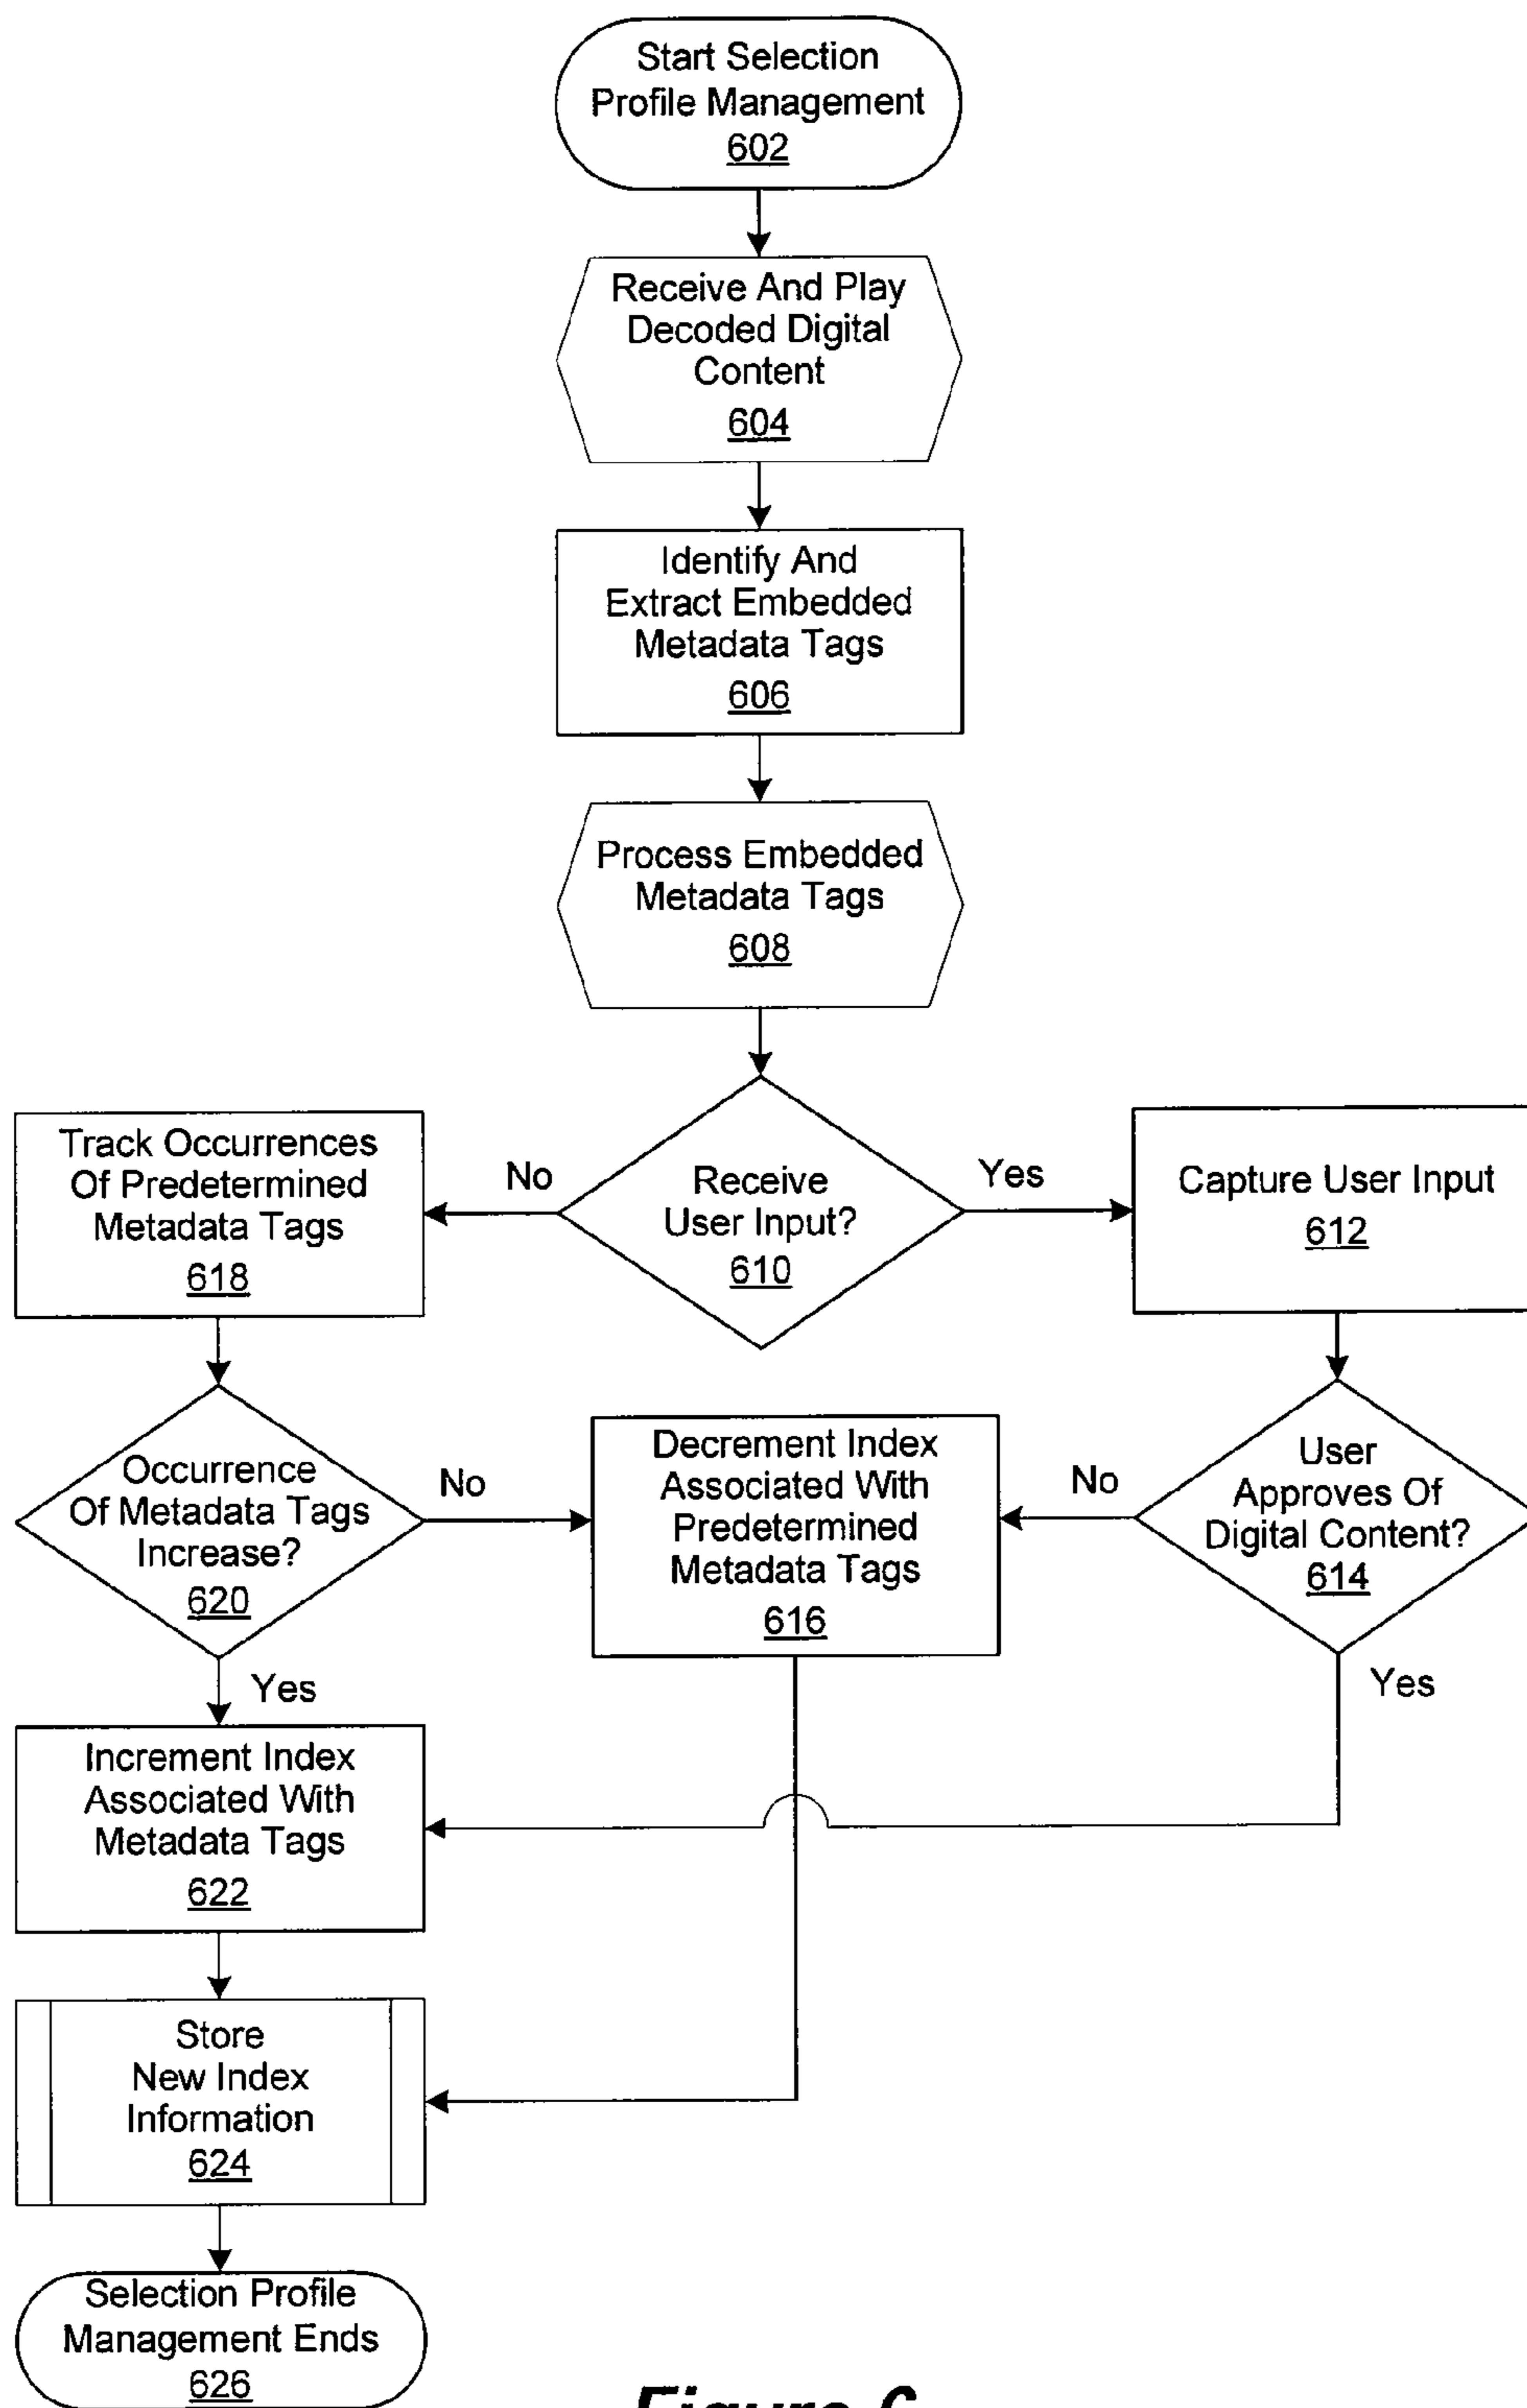 Start Selection
Profile Management
602
Receive And Play
Decoded Digital
Content
604
Identify And
Extract Embedded
Metadata Tags
606
Process Embedded
Metadata Tags
608
Receive
User Input?
610
No
Yes
Track Occurrences
Of Predetermined
Metadata Tags
618
Capture User Input
612
Occurrence
Of Metadata Tags
Increase?
620
No
Yes
Decrement Index
Associated With
Predetermined
Metadata Tags
616
No
User
Approves Of
Digital Content?
614
Yes
Increment Index
Associated With
Metadata Tags
622
Store
New Index
Information
624
Selection Profile
Management Ends
626
Figure 6